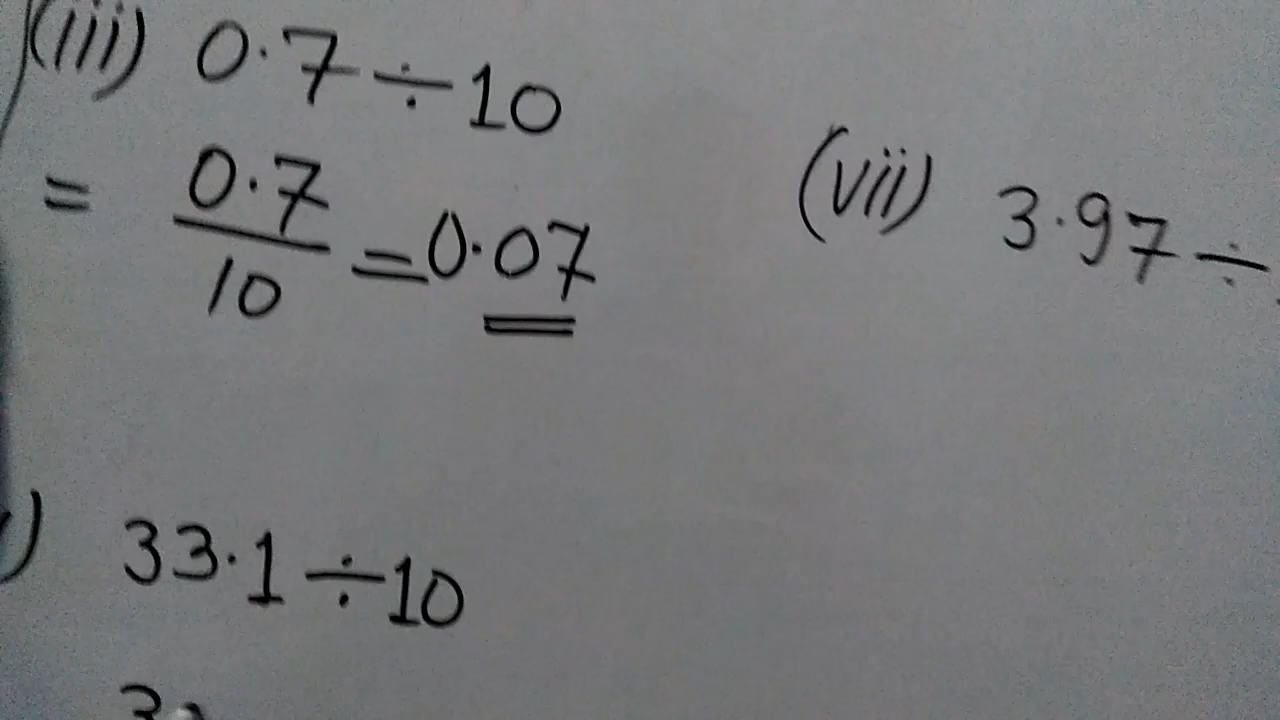 (iii) 0.7÷10
= 0.7/10 = 0.07
(vii) 3.97÷
) 33.1÷10